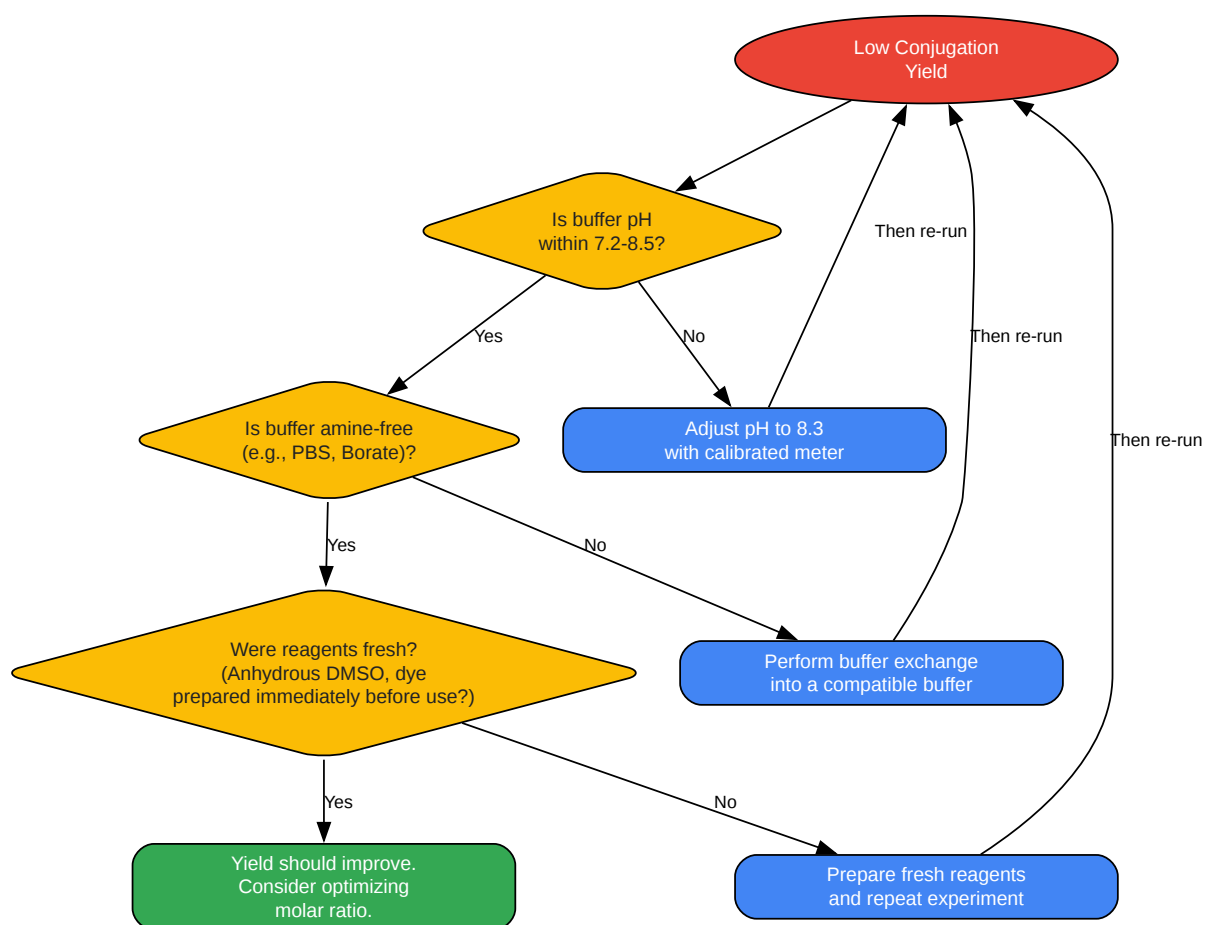 Low Conjugation
Yield
Is buffer pH
within 7.2-8.5?
Then re-run
Yes
No
Then re-run
Is buffer amine-free
(e.g., PBS, Borate)?
Adjust pH to 8.3
with calibrated meter
Then re-run
Yes
No
Were reagents fresh?
(Anhydrous DMSO, dye
prepared immediately before use?)
Perform buffer exchange
into a compatible buffer
Yes
No
Yield should improve.
Consider optimizing
molar ratio.
Prepare fresh reagents
and repeat experiment